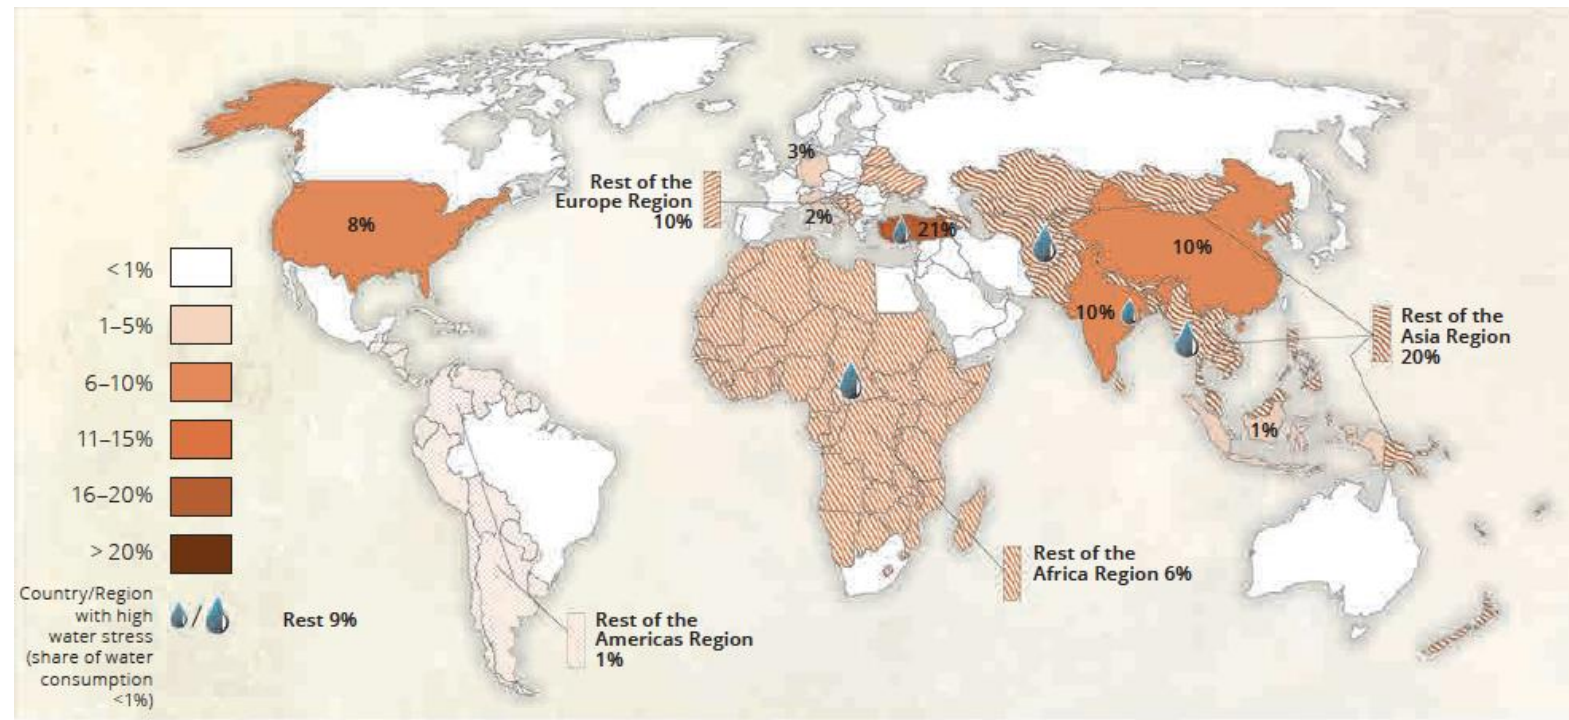 3%
Rest of the
Europe Region
10%
2%
8%
21%
10%
10%
< 1%
1–5%
6–10%
11–15%
16–20%
> 20%
Rest of the
Asia Region
20%
1%
Rest of the
Africa Region 6%
Country/Region
with high
water stress
(share of water
consumption
<1%)
/
Rest 9%
Rest of the
Americas Region
1%